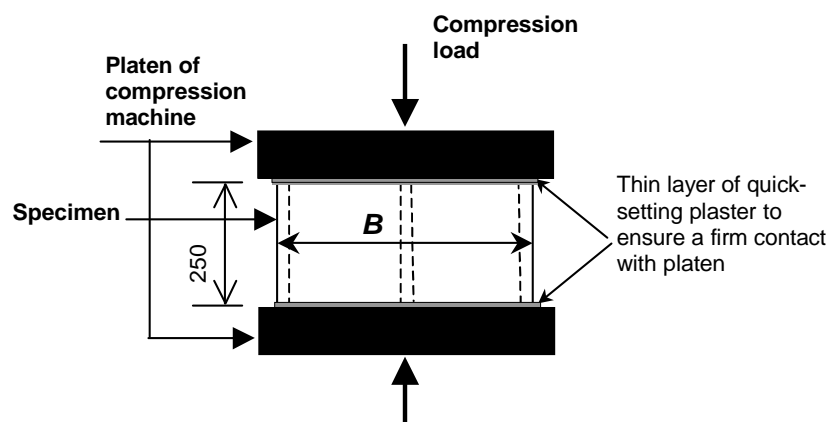 Compression
load
Platen of
compression
machine
Thin layer of quick-
setting plaster to
ensure a firm contact
with platen
Specimen
B
250